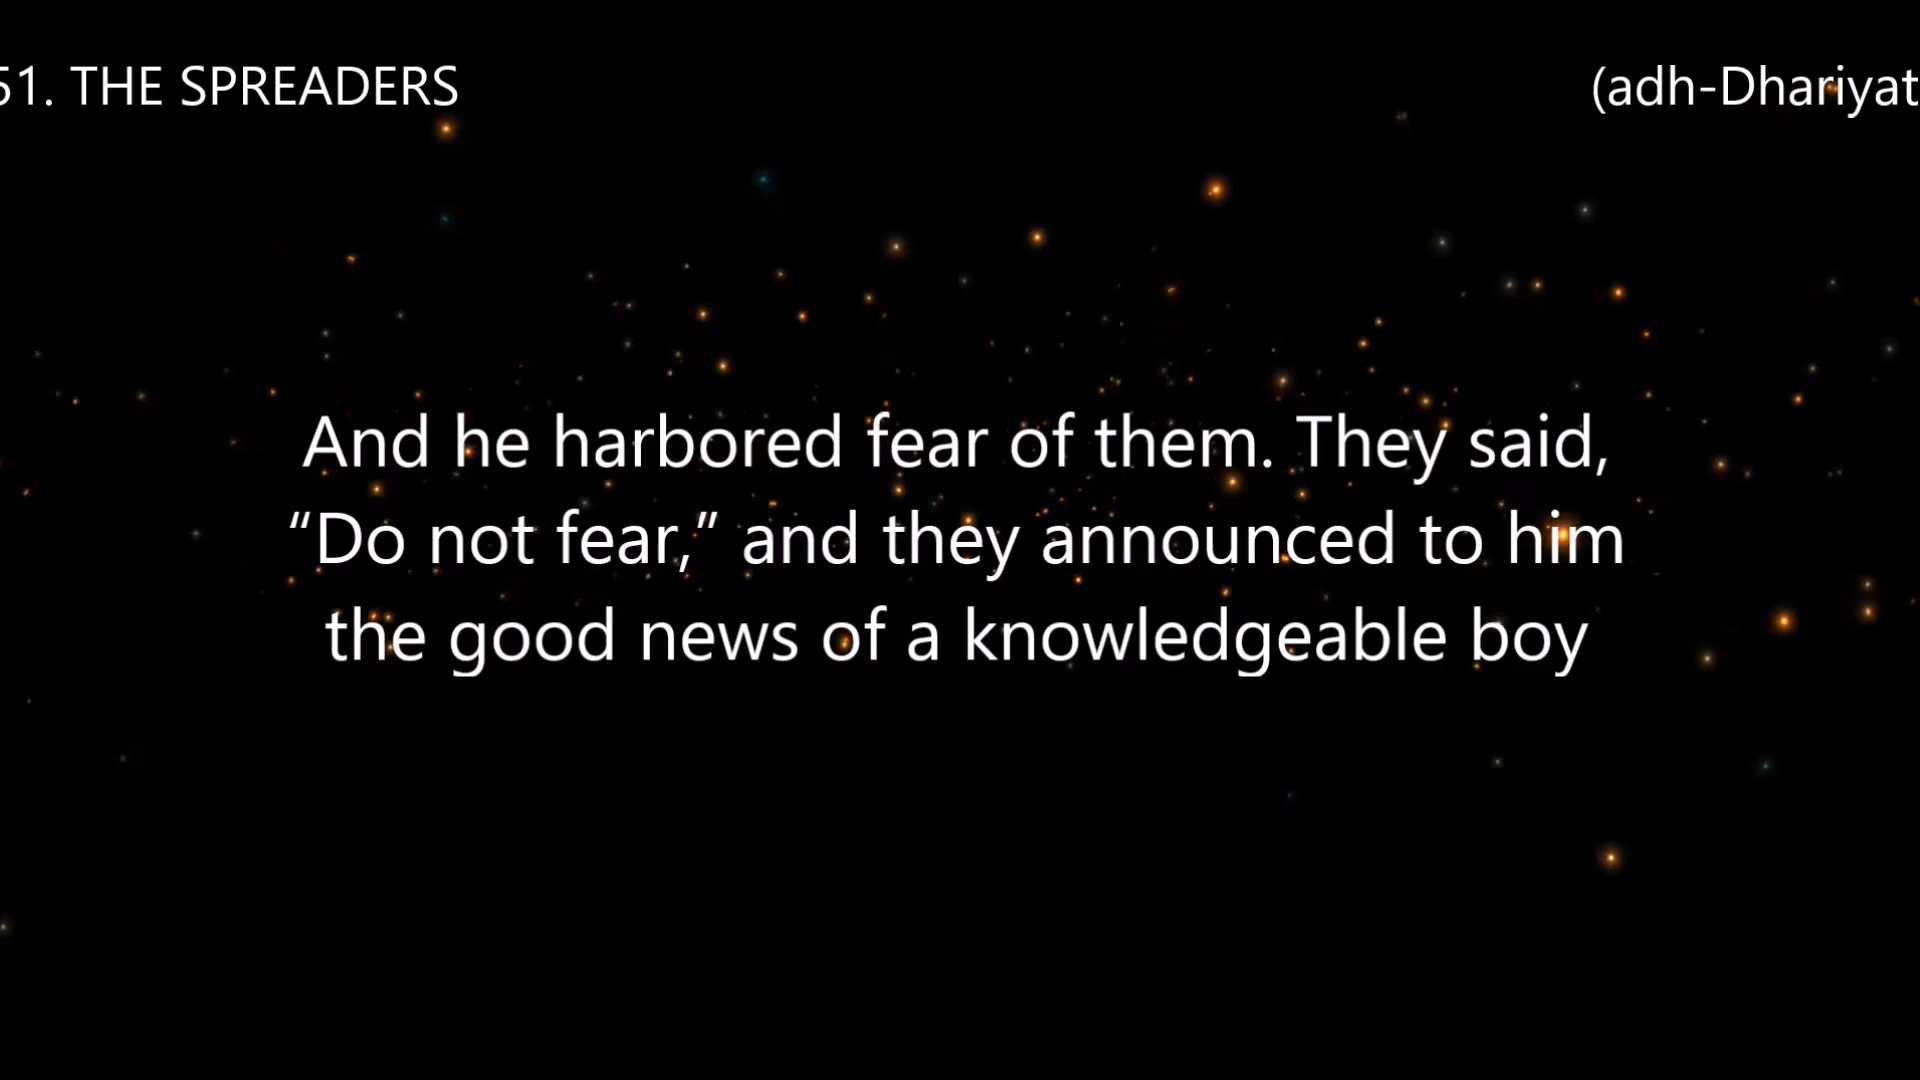 51. THE SPREADERS
(adh-Dhariyat
And he harbored fear of them. They said,
“Do not fear,” and they announced to him
the good news of a knowledgeable boy